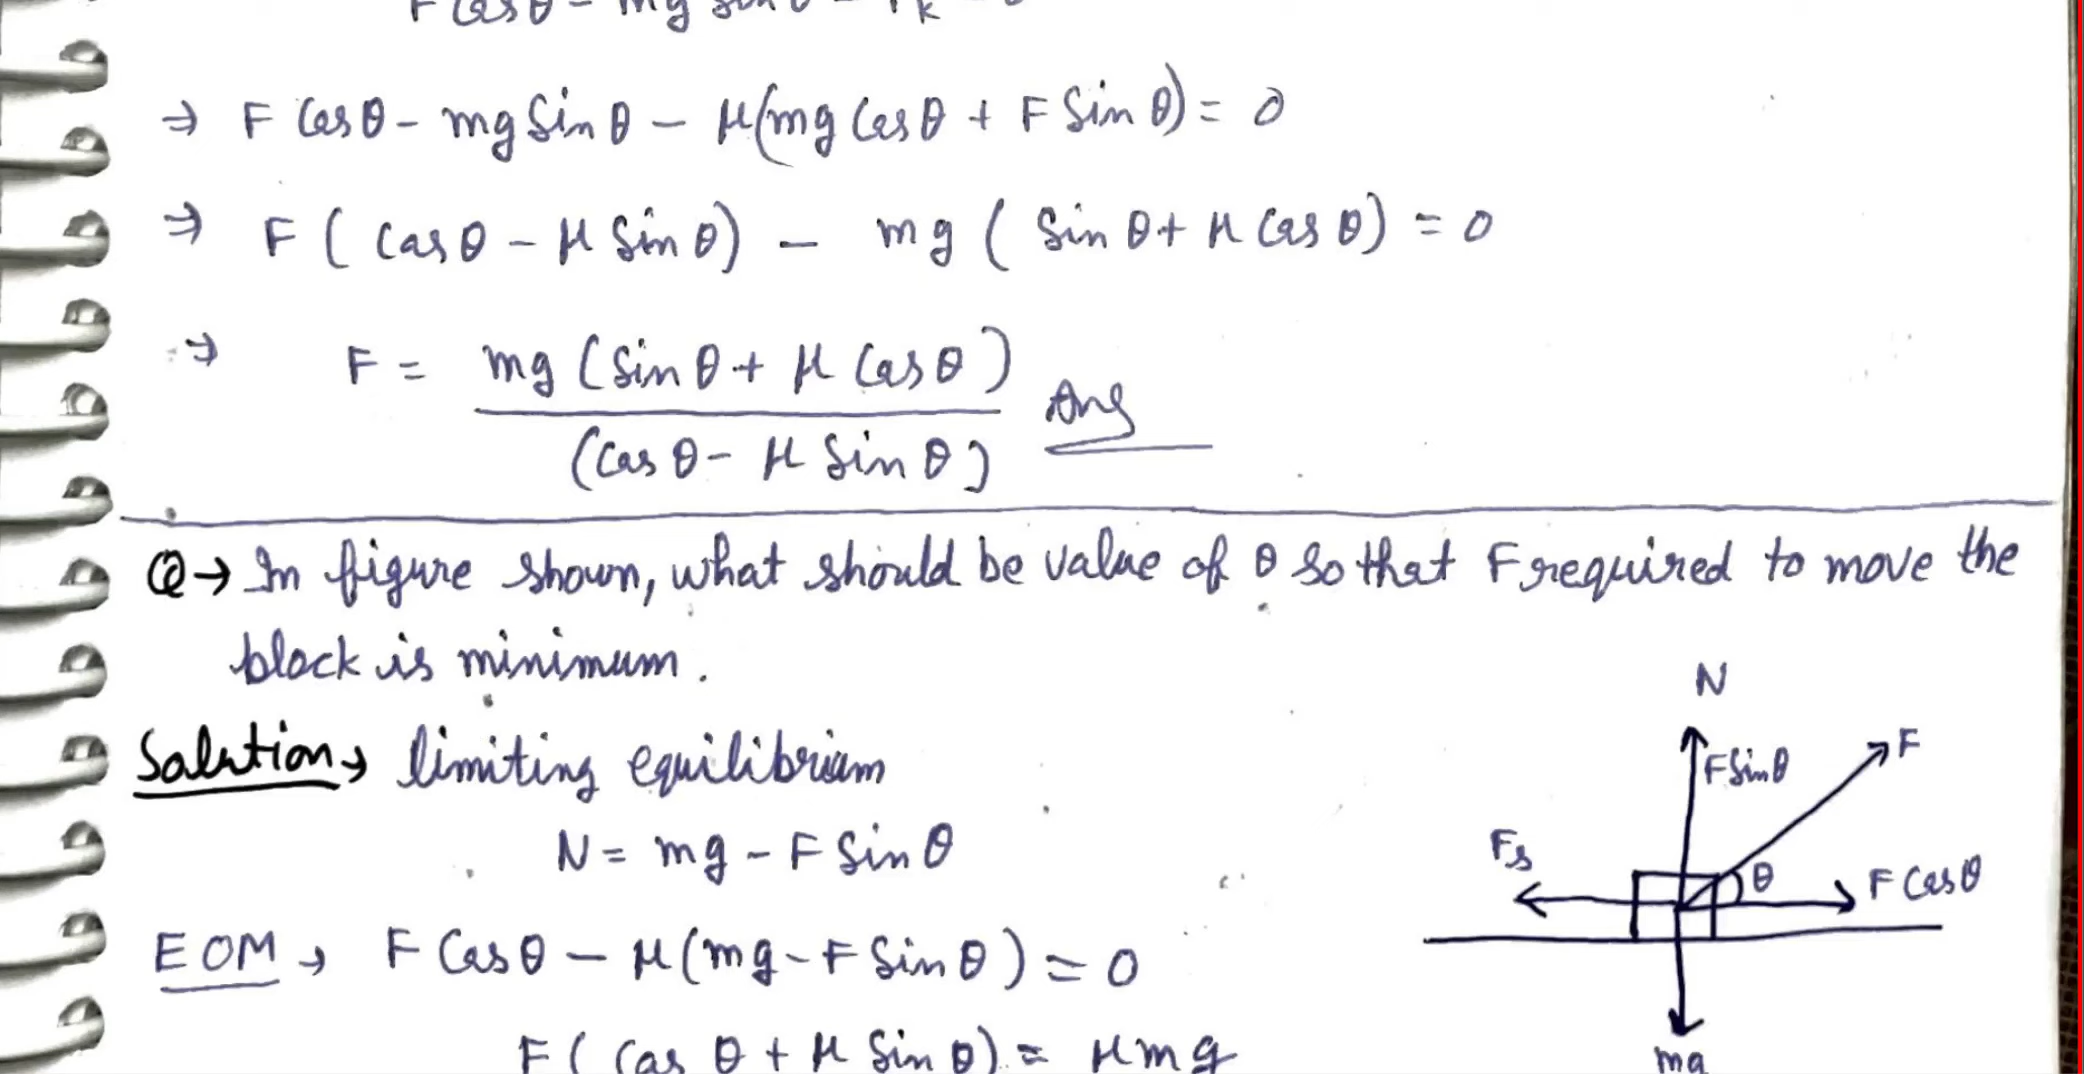 ⇒ F Cos θ - mg Sin θ - μ(mg Cos θ + F Sin θ) = 0
⇒ F ( Cos θ - μ Sin θ) - mg ( Sin θ + μ Cos θ) = 0
⇒ F = mg (Sin θ + μ Cos θ)
(Cos θ - μ Sin θ)
Ans
Q → In figure shown, what should be value of θ so that F required to move the
block is minimum.
Solution → limiting equilibrium
N = mg - F Sin θ
EOM → F Cos θ - μ(mg - F Sin θ) = 0
F ( Cos θ + μ Sin θ) = μmg
N
F Sin θ
F
Fs
θ
F Cos θ
mg